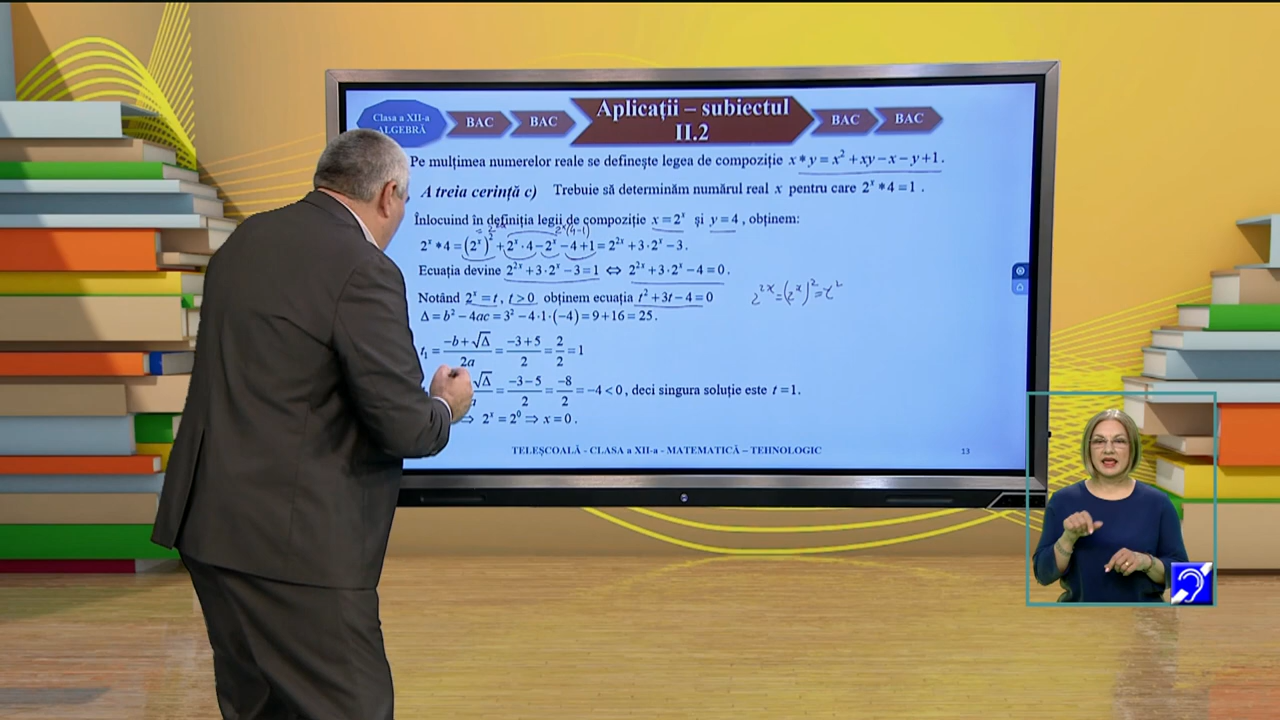 Clasa a XII-a
ALGEBRĂ
BAC
BAC
Aplicații – subiectul
II.2
BAC
BAC
Pe mulțimea numerelor reale se definește legea de compoziție x*y=x²+xy−x−y+1.
A treia cerință c) Trebuie să determinăm numărul real x pentru care 2ˣ*4=1.
Înlocuind în definiția legii de compoziție x=2ˣ și y=4, obținem:
2ˣ*4=(2ˣ)²+2ˣ·4−2ˣ−4+1=2²ˣ+3·2ˣ−3.
Ecuația devine 2²ˣ+3·2ˣ−3=1 ⇔ 2²ˣ+3·2ˣ−4=0.
Notând 2ˣ=t, t>0 obținem ecuația t²+3t−4=0
2²ˣ=(2ˣ)²=t²
Δ=b²−4ac=3²−4·1·(−4)=9+16=25.
t₁=(−b+√Δ)/2a=(−3+5)/2=2/2=1
√Δ=(−3−5)/2=−8/2=−4<0, deci singura soluție este t=1.
⇒ 2ˣ=2⁰ ⇒ x=0.
TELEȘCOALĂ - CLASA a XII-a - MATEMATICĂ – TEHNOLOGIC
13